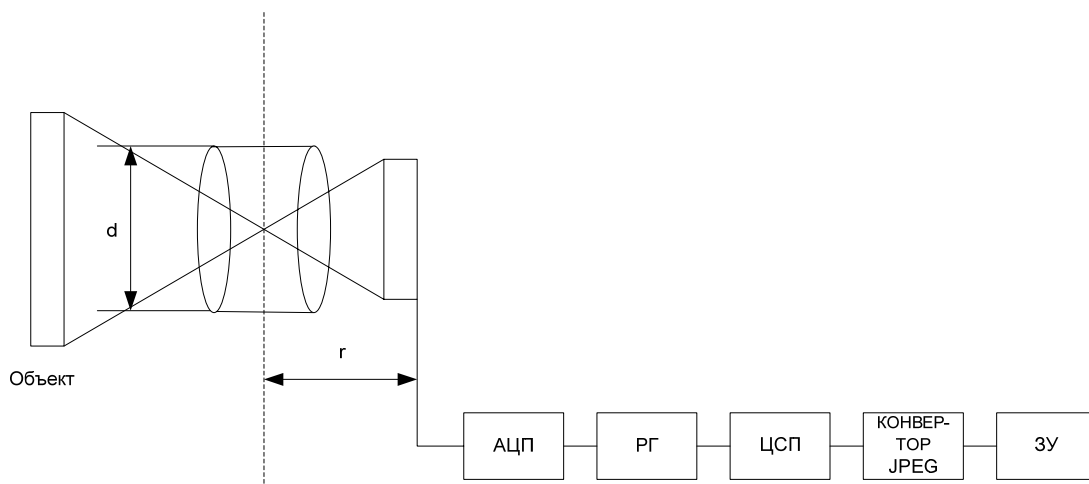 d
r
Объект
АЦП
РГ
ЦСП
КОНВЕР-
ТОР
JPEG
ЗУ